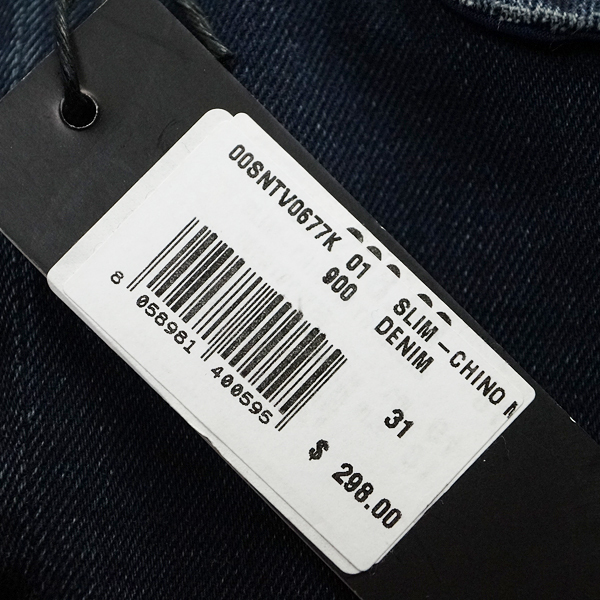 00SNTV0677K 01 SLIM-CHINO
900 DENIM
8 058981 400595
31
$ 298.00